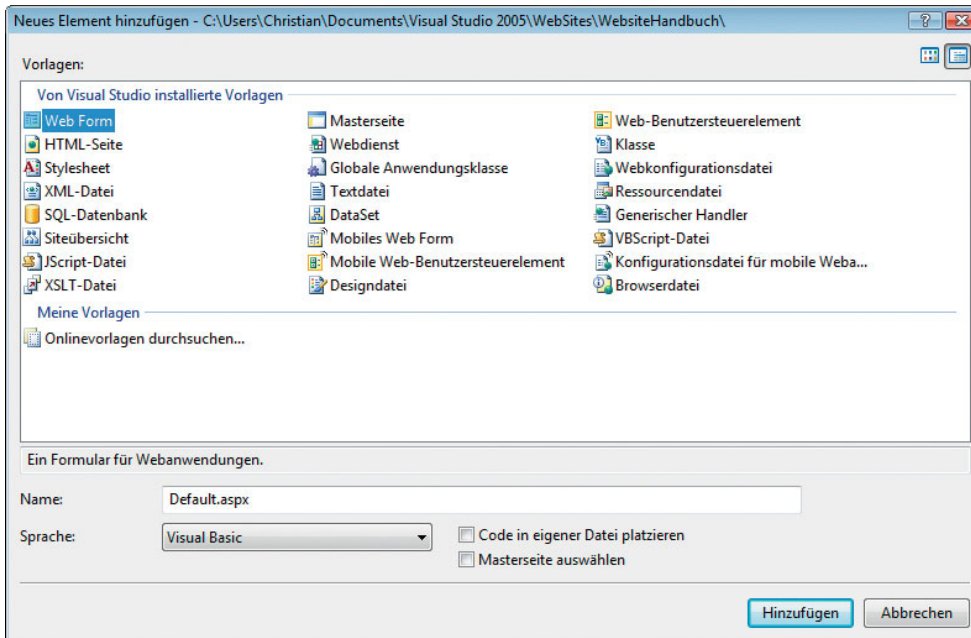 Neues Element hinzufügen - C:\Users\Christian\Documents\Visual Studio 2005\WebSites\WebsiteHandbuch\
Vorlagen:
Von Visual Studio installierte Vorlagen
Web Form Masterseite Web-Benutzersteuerelement
HTML-Seite Webdienst Klasse
Stylesheet Globale Anwendungsklasse Webkonfigurationsdatei
XML-Datei Textdatei Ressourcendatei
SQL-Datenbank DataSet Generischer Handler
Siteübersicht Mobiles Web Form VBScript-Datei
JScript-Datei Mobile Web-Benutzersteuerelement Konfigurationsdatei für mobile Weba...
XSLT-Datei Designdatei Browserdatei
Meine Vorlagen
Onlinevorlagen durchsuchen...
Ein Formular für Webanwendungen.
Name: Default.aspx
Sprache: Visual Basic Code in eigener Datei platzieren
Masterseite auswählen
Hinzufügen Abbrechen